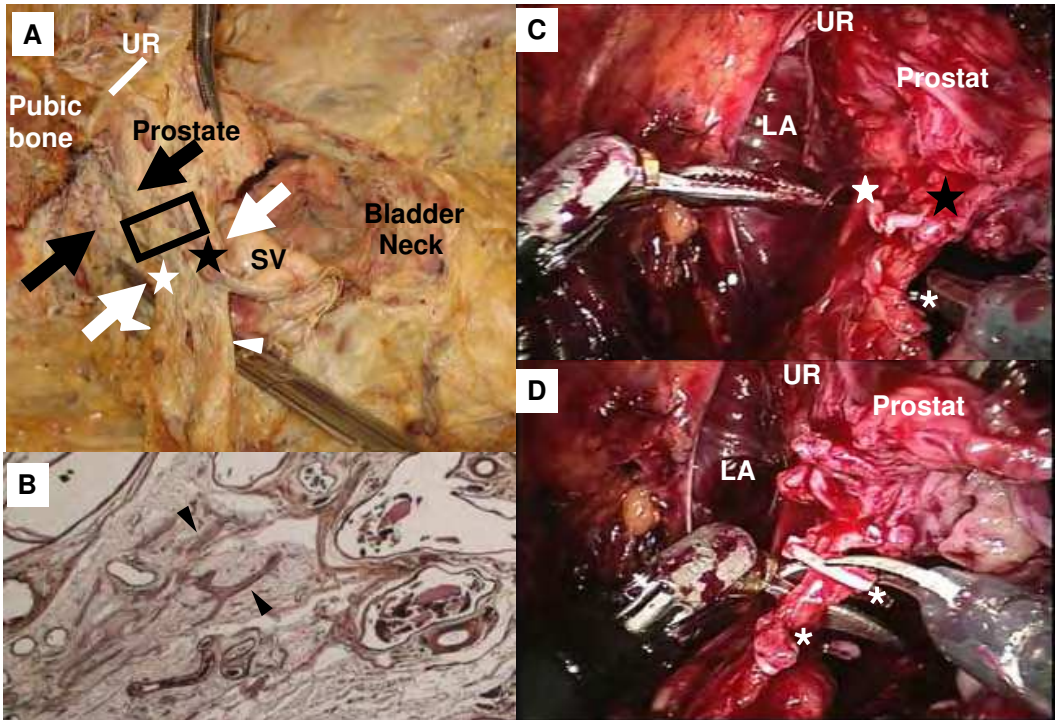 A
UR
Pubic
bone
Prostate
Bladder
Neck
SV
B
C
UR
Prostat
LA
*
D
UR
Prostat
LA
*
*